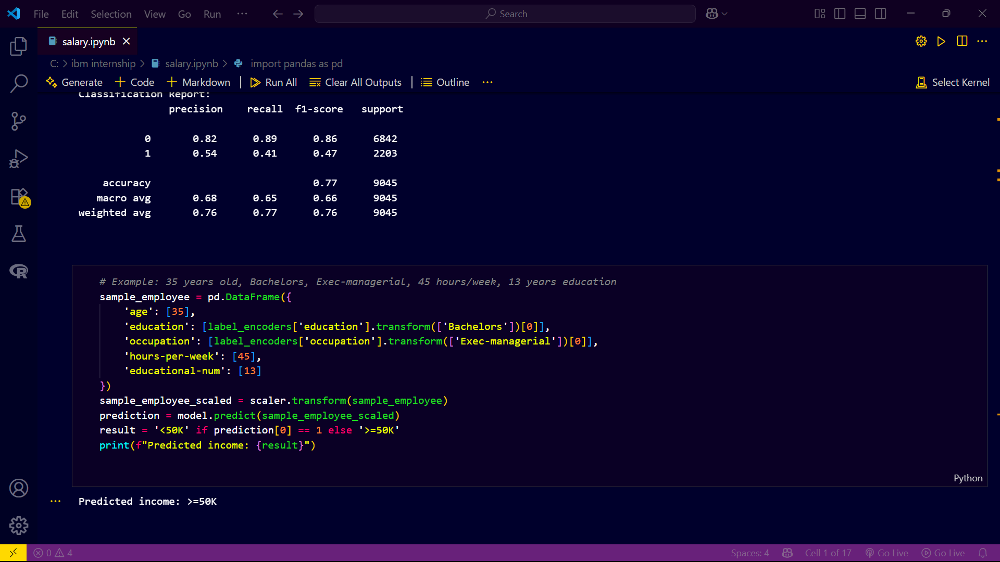 File Edit Selection View Go Run ··· Search
salary.ipynb
C: > ibm internship > salary.ipynb > import pandas as pd
Generate + Code + Markdown | Run All Clear All Outputs | Outline ··· Select Kernel
Classification Report:
precision recall f1-score support
0 0.82 0.89 0.86 6842
1 0.54 0.41 0.47 2203
accuracy 0.77 9045
macro avg 0.68 0.65 0.66 9045
weighted avg 0.76 0.77 0.76 9045
# Example: 35 years old, Bachelors, Exec-managerial, 45 hours/week, 13 years education
sample_employee = pd.DataFrame({
    'age': [35],
    'education': [label_encoders['education'].transform(['Bachelors'])[0]],
    'occupation': [label_encoders['occupation'].transform(['Exec-managerial'])[0]],
    'hours-per-week': [45],
    'educational-num': [13]
})
sample_employee_scaled = scaler.transform(sample_employee)
prediction = model.predict(sample_employee_scaled)
result = '<50K' if prediction[0] == 1 else '>=50K'
print(f"Predicted income: {result}")
Python
··· Predicted income: >=50K
0 4 Spaces: 4 Cell 1 of 17 Go Live Go Live